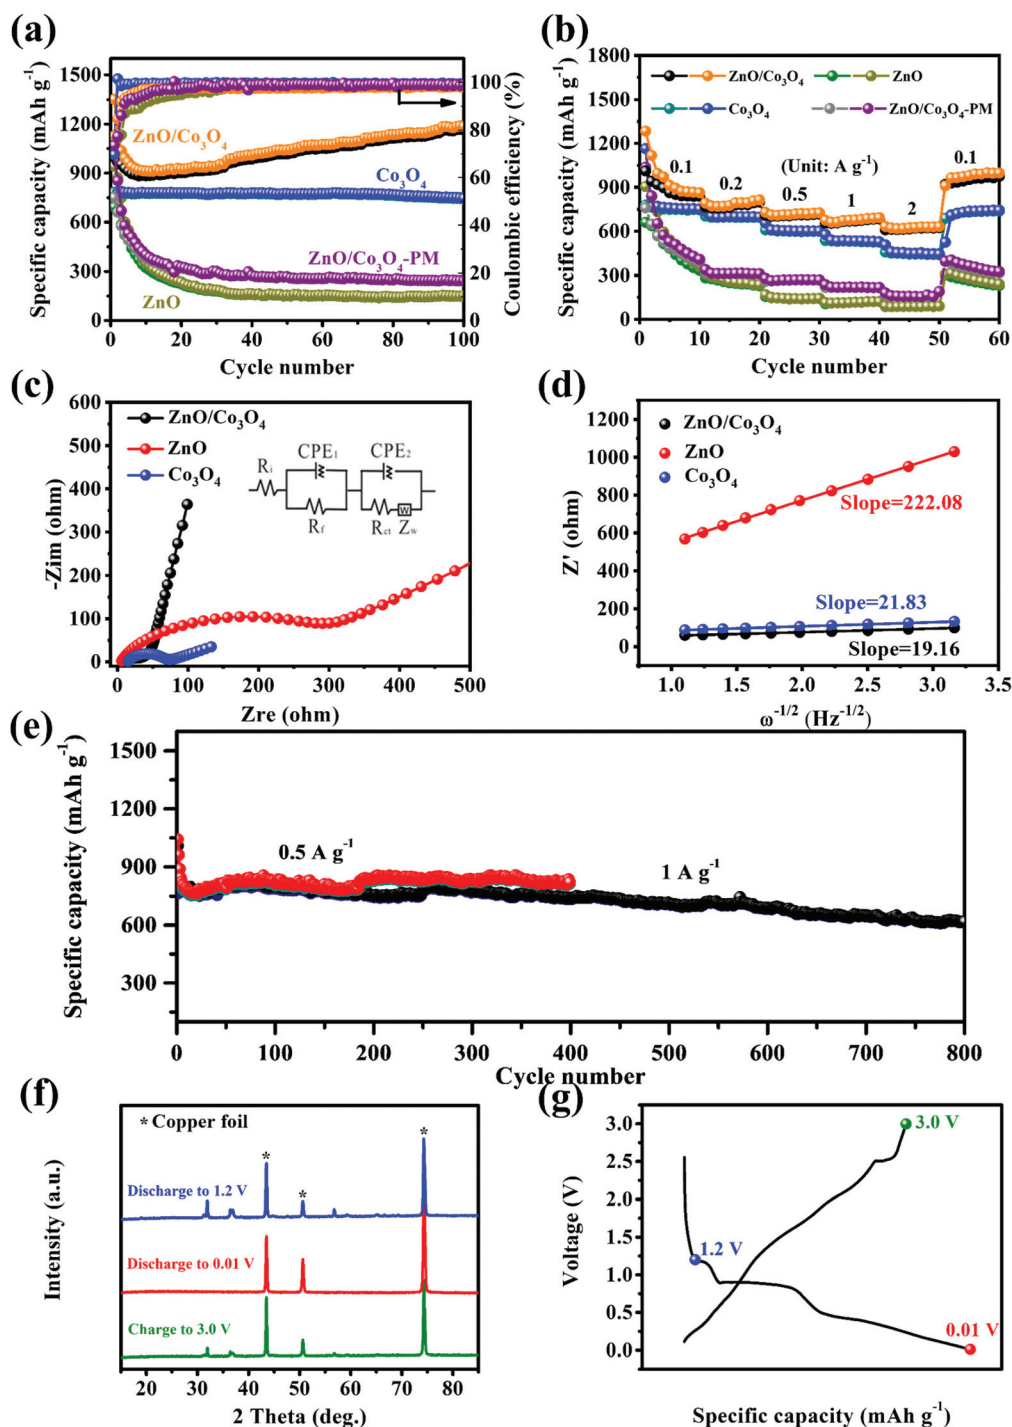 (a)
Specific capacity (mAh g⁻¹)
1500
1200
900
600
300
0
ZnO/Co₃O₄
Co₃O₄
ZnO/Co₃O₄-PM
ZnO
100
80
60
40
20
0
Coulombic efficiency (%)
0 20 40 60 80 100
Cycle number
(b)
Specific capacity (mAh g⁻¹)
1800
1500
1200
900
600
300
0
ZnO/Co₃O₄ ZnO
Co₃O₄ ZnO/Co₃O₄-PM
(Unit: A g⁻¹)
0.1 0.2 0.5 1 2 0.1
0 10 20 30 40 50 60
Cycle number
(c)
-Zim (ohm)
600
500
400
300
200
100
0
ZnO/Co₃O₄
ZnO
Co₃O₄
Rᵢ CPE₁ CPE₂
R_f R_ct W Z_w
0 100 200 300 400 500
Zre (ohm)
(d)
Z' (ohm)
1200
1000
800
600
400
200
0
ZnO/Co₃O₄
ZnO
Co₃O₄
Slope=222.08
Slope=21.83
Slope=19.16
1.0 1.5 2.0 2.5 3.0 3.5
ω⁻¹/² (Hz⁻¹/²)
(e)
Specific capacity (mAh g⁻¹)
1500
1200
900
600
300
0.5 A g⁻¹
1 A g⁻¹
0 100 200 300 400 500 600 700 800
Cycle number
(f)
Intensity (a.u.)
* Copper foil
* * *
Discharge to 1.2 V
Discharge to 0.01 V
Charge to 3.0 V
20 30 40 50 60 70 80
2 Theta (deg.)
(g)
Voltage (V)
3.0
2.5
2.0
1.5
1.0
0.5
0.0
3.0 V
1.2 V
0.01 V
Specific capacity (mAh g⁻¹)